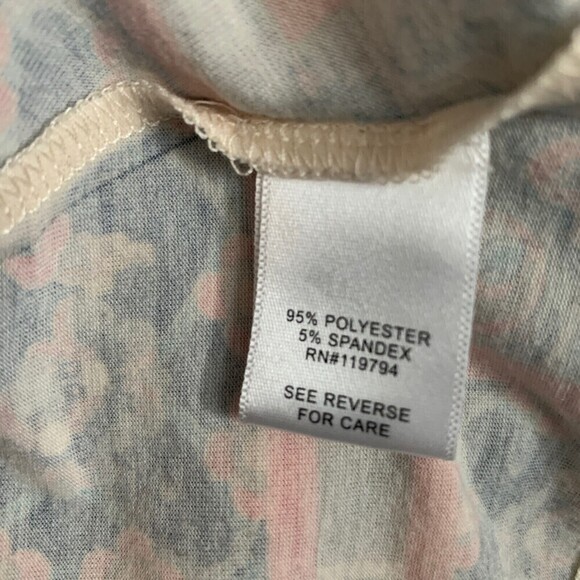 95% POLYESTER
5% SPANDEX
RN#119794
SEE REVERSE
FOR CARE